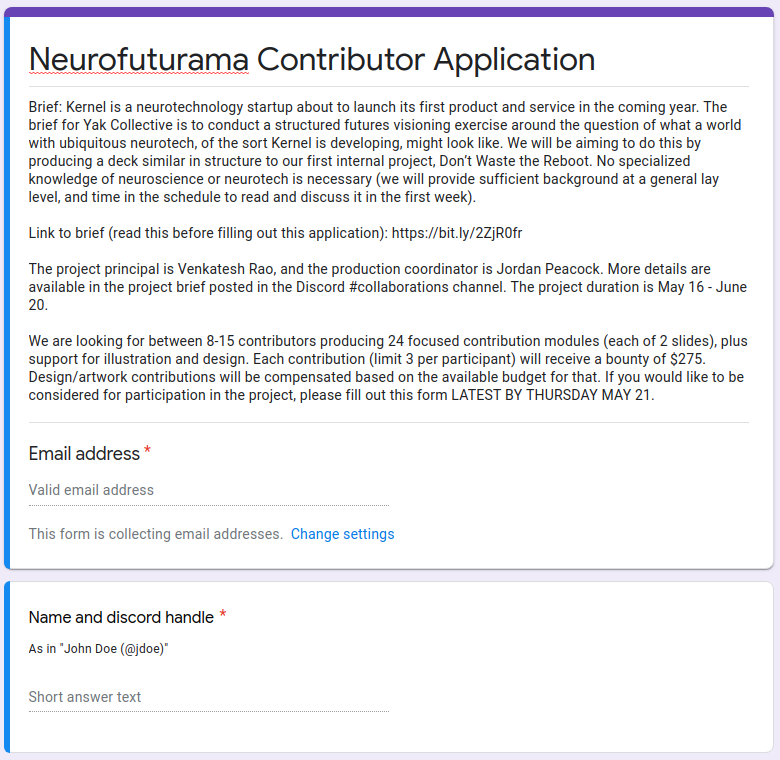 Neurofuturama Contributor Application
Brief: Kernel is a neurotechnology startup about to launch its first product and service in the coming year. The
brief for Yak Collective is to conduct a structured futures visioning exercise around the question of what a world
with ubiquitous neurotech, of the sort Kernel is developing, might look like. We will be aiming to do this by
producing a deck similar in structure to our first internal project, Don't Waste the Reboot. No specialized
knowledge of neuroscience or neurotech is necessary (we will provide sufficient background at a general lay
level, and time in the schedule to read and discuss it in the first week).
Link to brief (read this before filling out this application): https://bit.ly/2ZjR0fr
The project principal is Venkatesh Rao, and the production coordinator is Jordan Peacock. More details are
available in the project brief posted in the Discord #collaborations channel. The project duration is May 16 - June
20.
We are looking for between 8-15 contributors producing 24 focused contribution modules (each of 2 slides), plus
support for illustration and design. Each contribution (limit 3 per participant) will receive a bounty of $275.
Design/artwork contributions will be compensated based on the available budget for that. If you would like to be
considered for participation in the project, please fill out this form LATEST BY THURSDAY MAY 21.
Email address *
Valid email address
This form is collecting email addresses. Change settings
Name and discord handle *
As in "John Doe (@jdoe)"
Short answer text